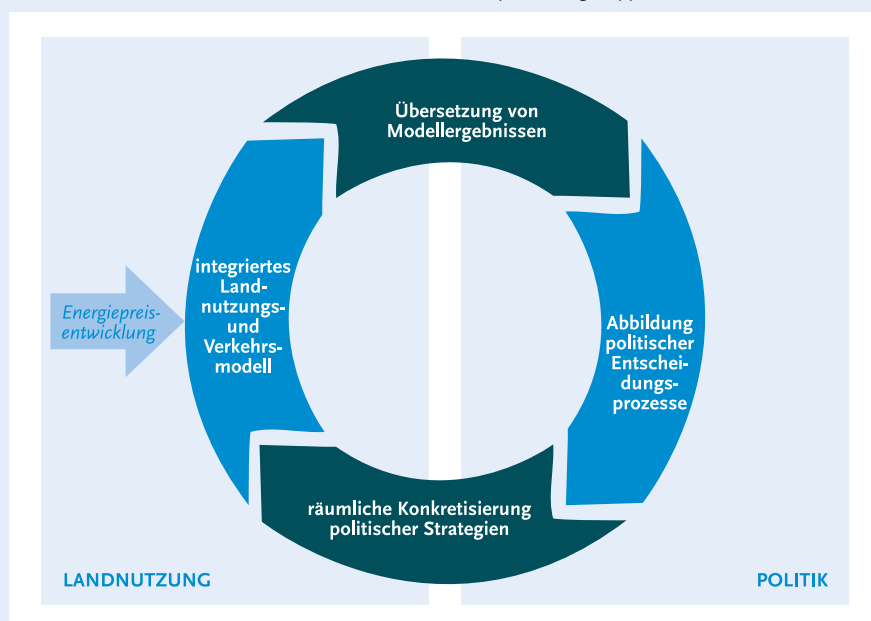 Übersetzung von
Modellergebnissen
integriertes
Land-
nutzungs-
und
Verkehrs-
modell
Energiepreis-
entwicklung
Abbildung
politischer
Entschei-
dungs-
prozesse
räumliche Konkretisierung
politischer Strategien
LANDNUTZUNG
POLITIK